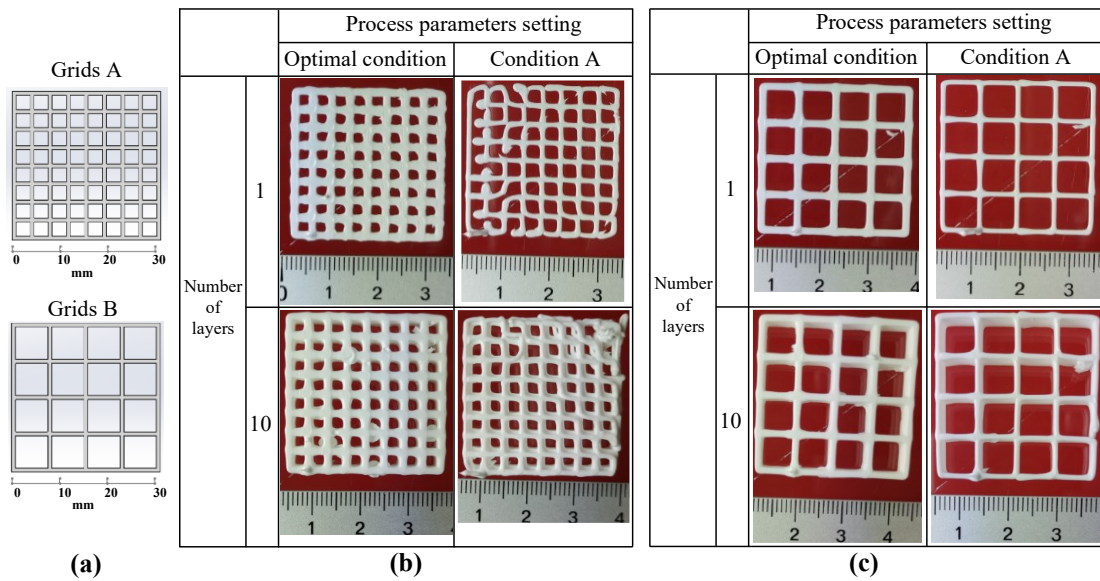 Grids A
0 10 20 30
mm
Grids B
0 10 20 30
mm
(a)
Process parameters setting
Optimal condition Condition A
Number
of
layers
1
0 1 2 3
1 2 3
10
1 2 3 4
1 2 3 4
(b)
Process parameters setting
Optimal condition Condition A
Number
of
layers
1
1 2 3 4
1 2 3
10
2 3 4
1 2 3
(c)